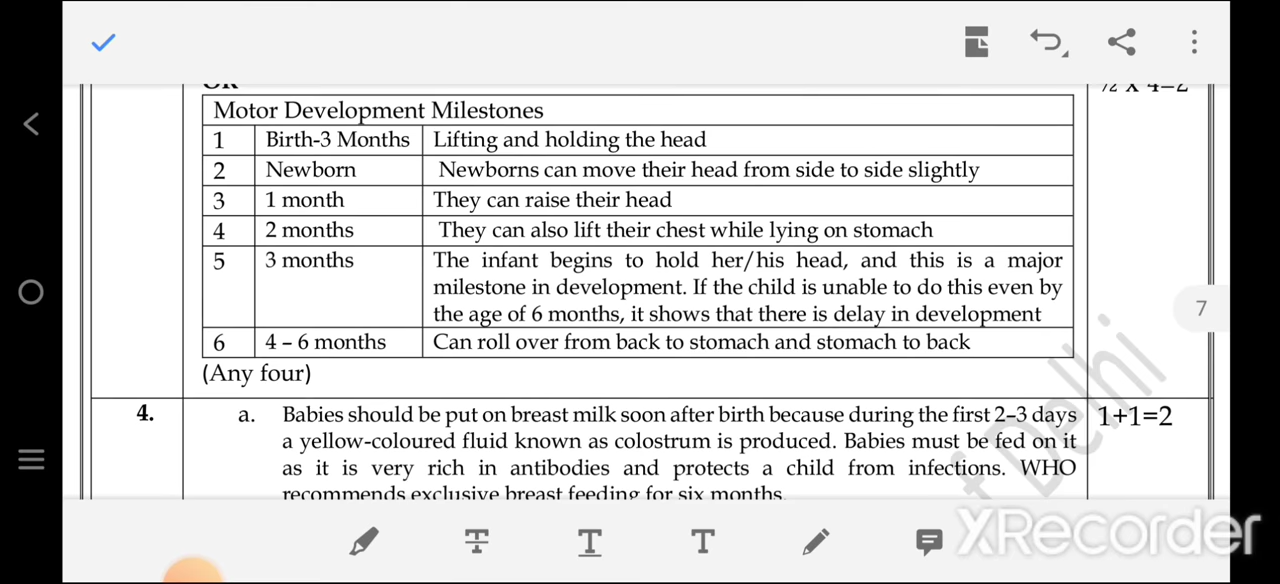 OR
½ X 4=2
Motor Development Milestones
1 Birth-3 Months Lifting and holding the head
2 Newborn Newborns can move their head from side to side slightly
3 1 month They can raise their head
4 2 months They can also lift their chest while lying on stomach
5 3 months The infant begins to hold her/his head, and this is a major
milestone in development. If the child is unable to do this even by
the age of 6 months, it shows that there is delay in development
7
6 4 – 6 months Can roll over from back to stomach and stomach to back
(Any four)
4. a. Babies should be put on breast milk soon after birth because during the first 2–3 days 1+1=2
a yellow-coloured fluid known as colostrum is produced. Babies must be fed on it
as it is very rich in antibodies and protects a child from infections. WHO
recommends exclusive breast feeding for six months.
f Delhi
T T T
XRecorder